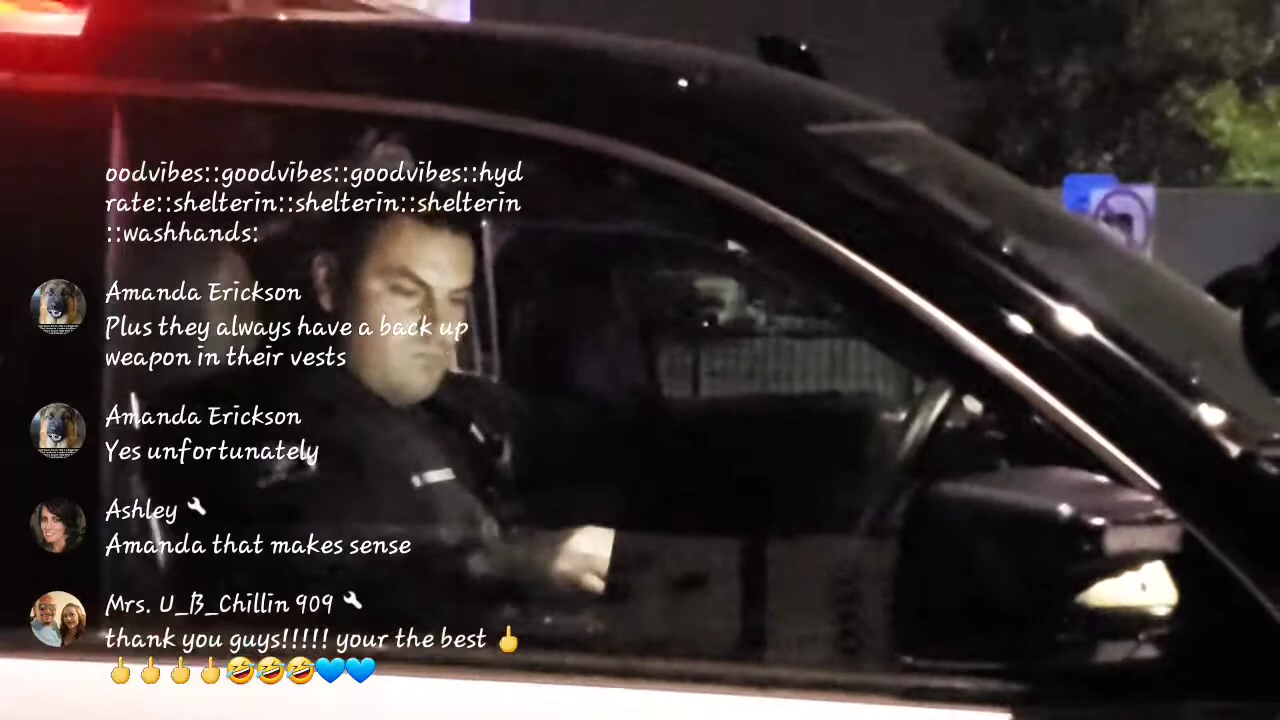 oodvibes::goodvibes::goodvibes::hyd
rate::shelterin::shelterin::shelterin
::washhands:
Amanda Erickson
Plus they always have a back up
weapon in their vests
Amanda Erickson
Yes unfortunately
Ashley 🔧
Amanda that makes sense
Mrs. U_B_Chillin 909 🔧
thank you guys!!!!! your the best 🖕
🖕🖕🖕🖕🤣🤣🤣💙💙